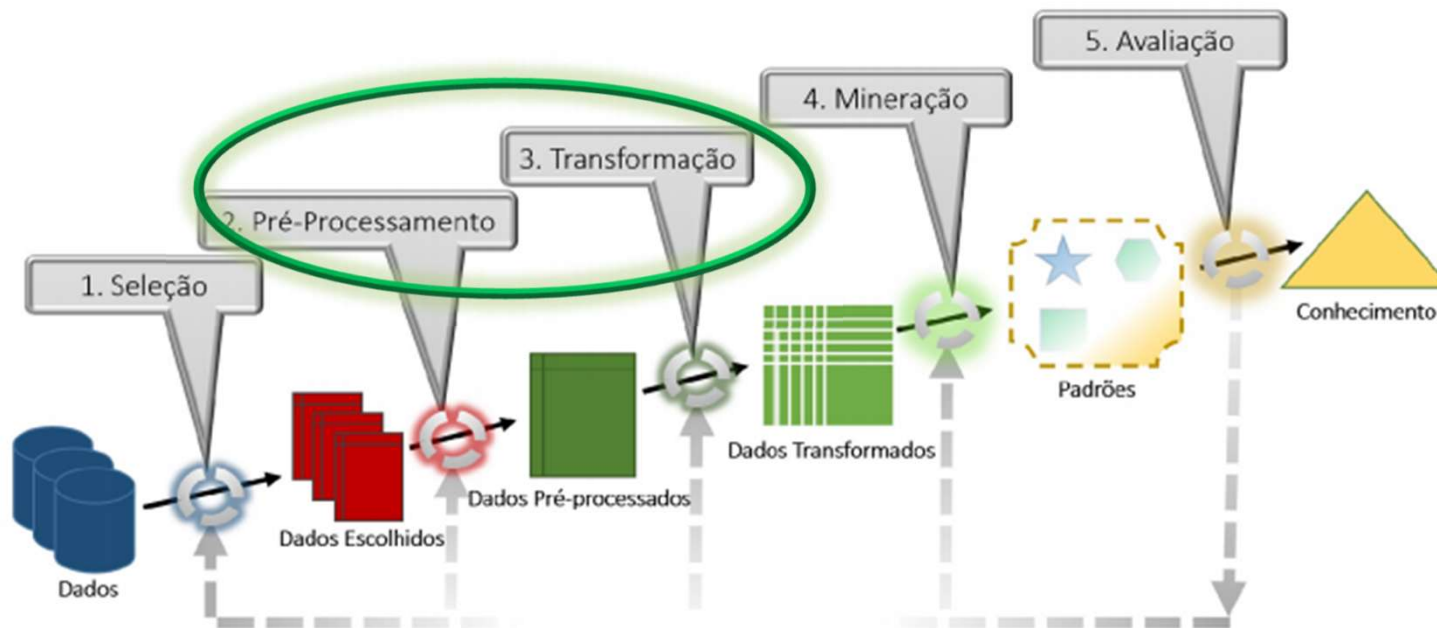 5. Avaliação
4. Mineração
3. Transformação
2. Pré-Processamento
1. Seleção
Conhecimento
Padrões
Dados Transformados
Dados Pré-processados
Dados Escolhidos
Dados